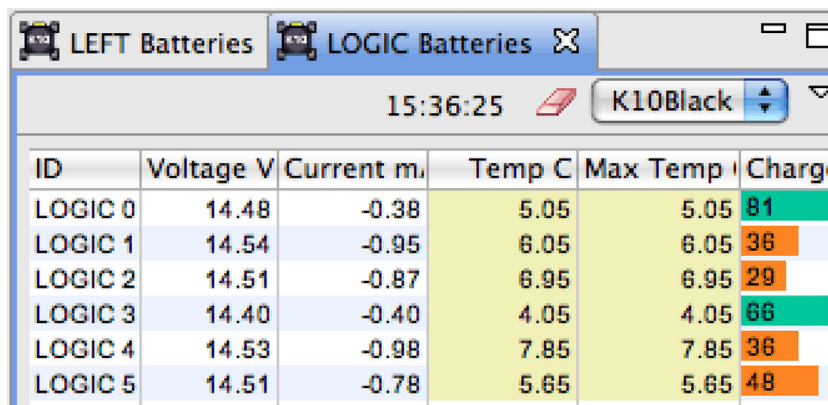 LEFT Batteries LOGIC Batteries
15:36:25 K10Black
ID Voltage V Current m Temp C Max Temp Charge
LOGIC 0 14.48 -0.38 5.05 5.05 81
LOGIC 1 14.54 -0.95 6.05 6.05 36
LOGIC 2 14.51 -0.87 6.95 6.95 29
LOGIC 3 14.40 -0.40 4.05 4.05 66
LOGIC 4 14.53 -0.98 7.85 7.85 36
LOGIC 5 14.51 -0.78 5.65 5.65 48